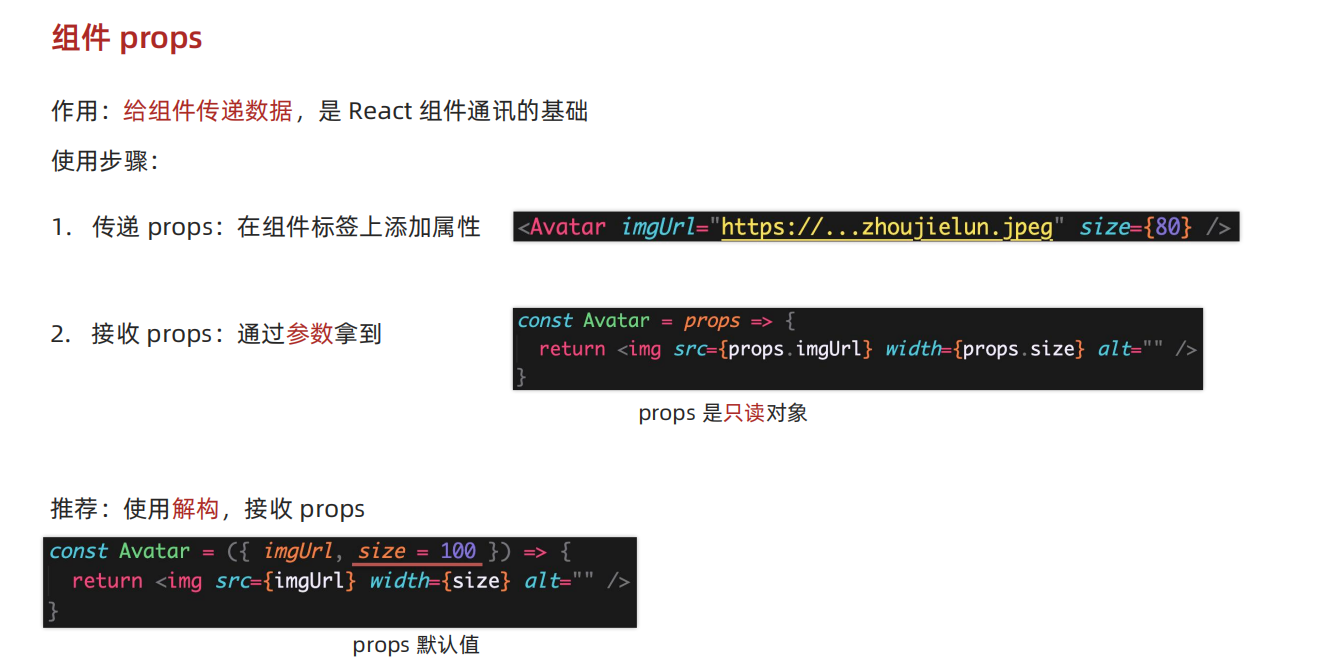 组件 props
作用：给组件传递数据，是 React 组件通讯的基础
使用步骤：
1. 传递 props：在组件标签上添加属性
<Avatar imgUrl="https://...zhoujielun.jpeg" size={80} />
2. 接收 props：通过参数拿到
const Avatar = props => {
return <img src={props.imgUrl} width={props.size} alt="" />
}
props 是只读对象
推荐：使用解构，接收 props
const Avatar = ({ imgUrl, size = 100 }) => {
return <img src={imgUrl} width={size} alt="" />
}
props 默认值